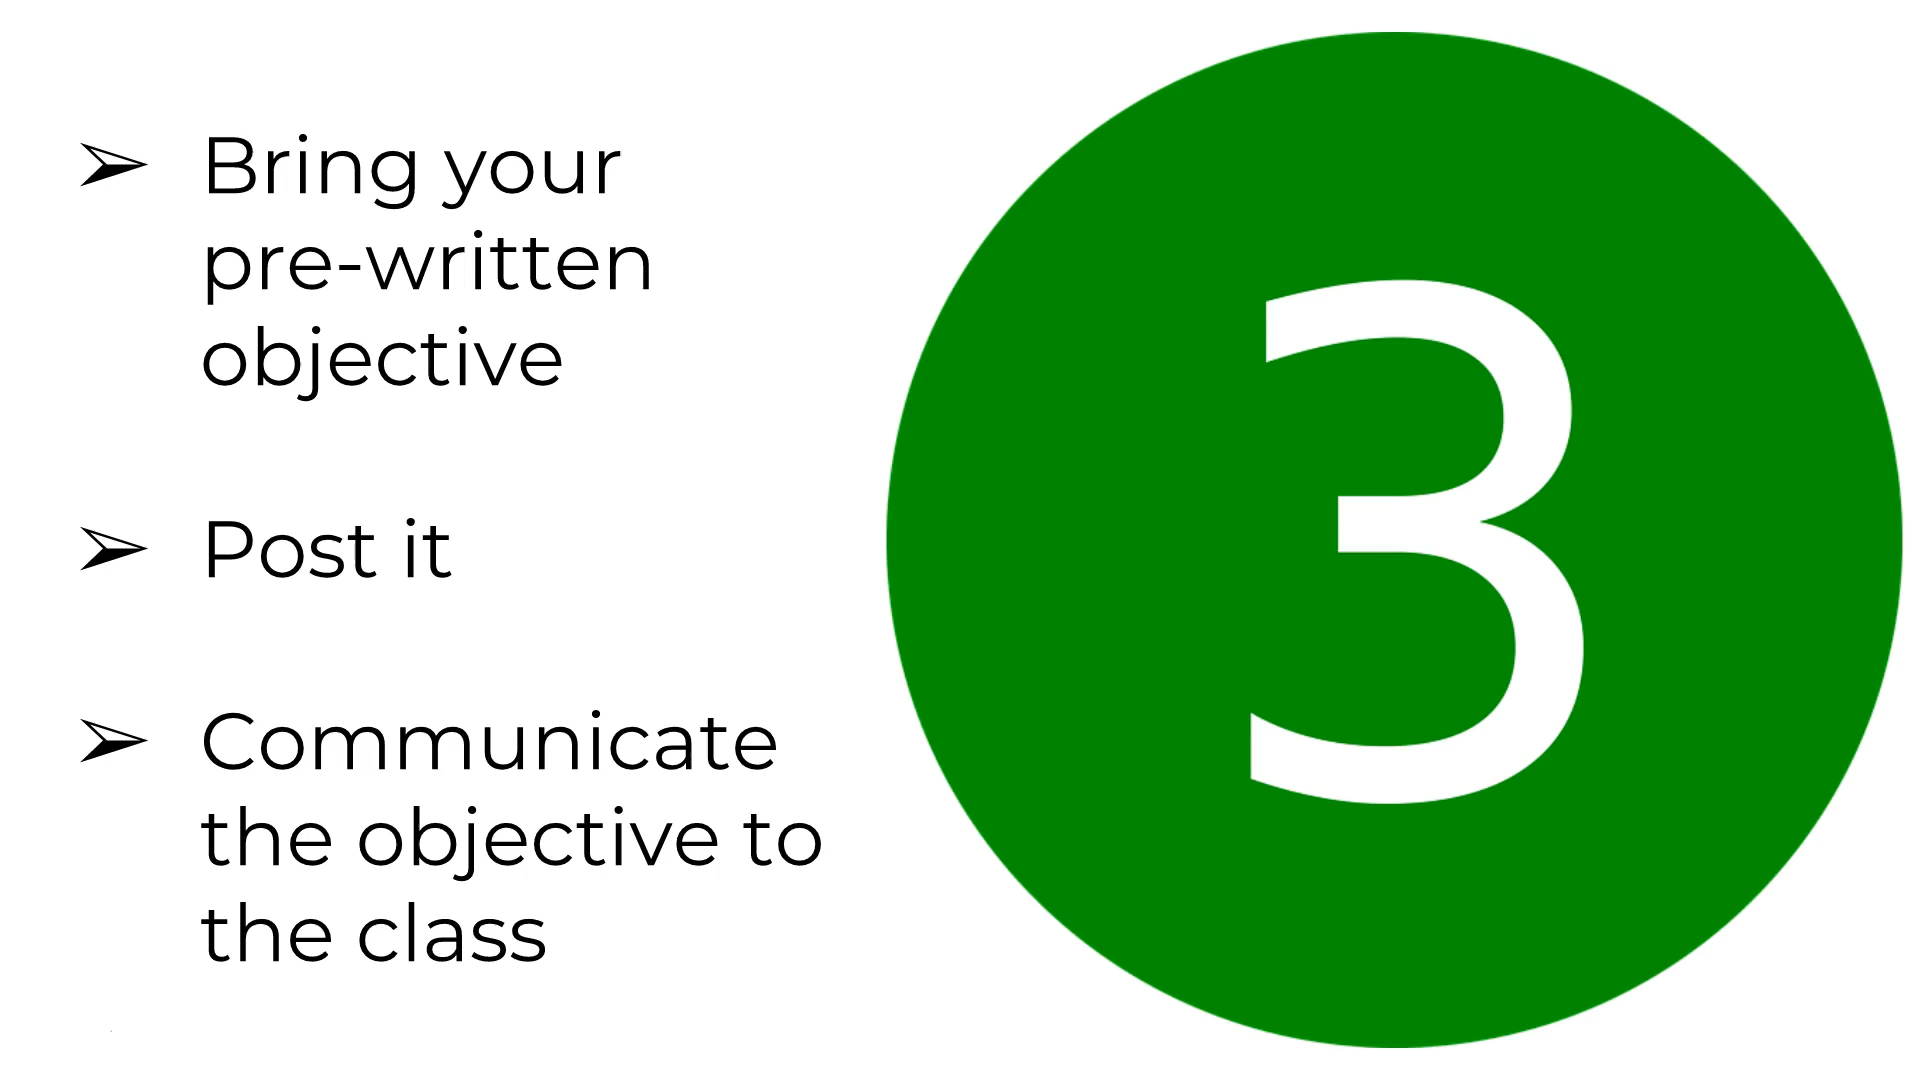 ➢ Bring your
pre-written
objective
➢ Post it
➢ Communicate
the objective to
the class
3